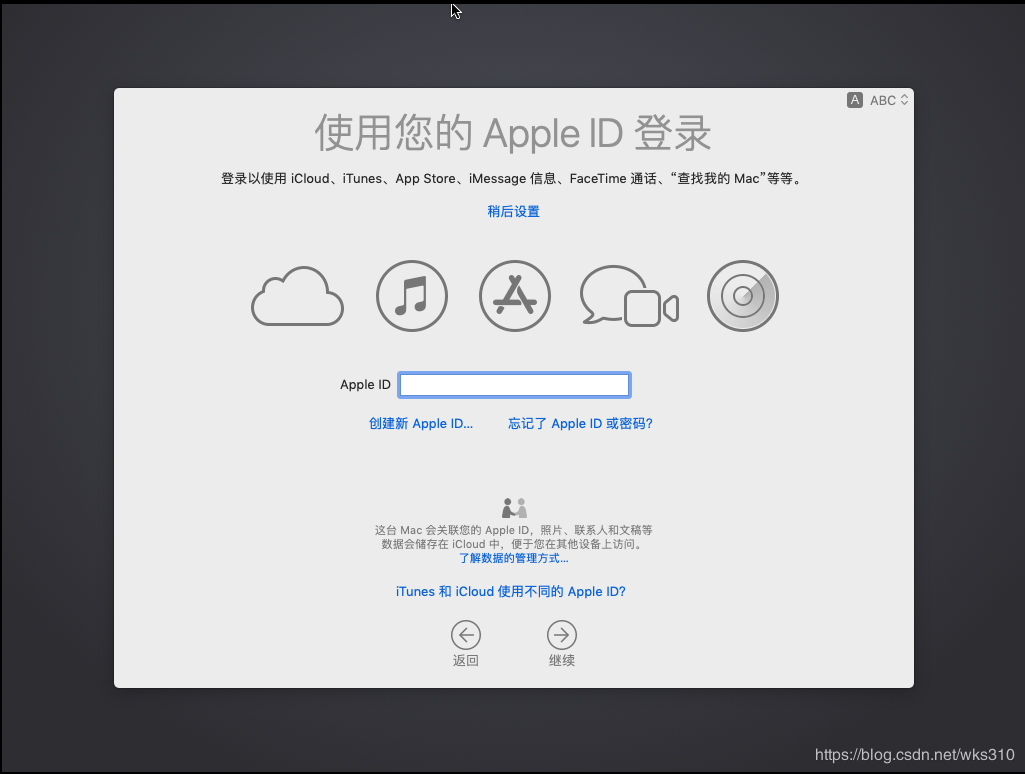 A ABC
使用您的 Apple ID 登录
登录以使用 iCloud、iTunes、App Store、iMessage 信息、FaceTime 通话、“查找我的 Mac”等等。
稍后设置
Apple ID
创建新 Apple ID... 忘记了 Apple ID 或密码?
这台 Mac 会关联您的 Apple ID，照片、联系人和文稿等
数据会储存在 iCloud 中，便于您在其他设备上访问。
了解数据的管理方式...
iTunes 和 iCloud 使用不同的 Apple ID?
返回 继续
https://blog.csdn.net/wks310